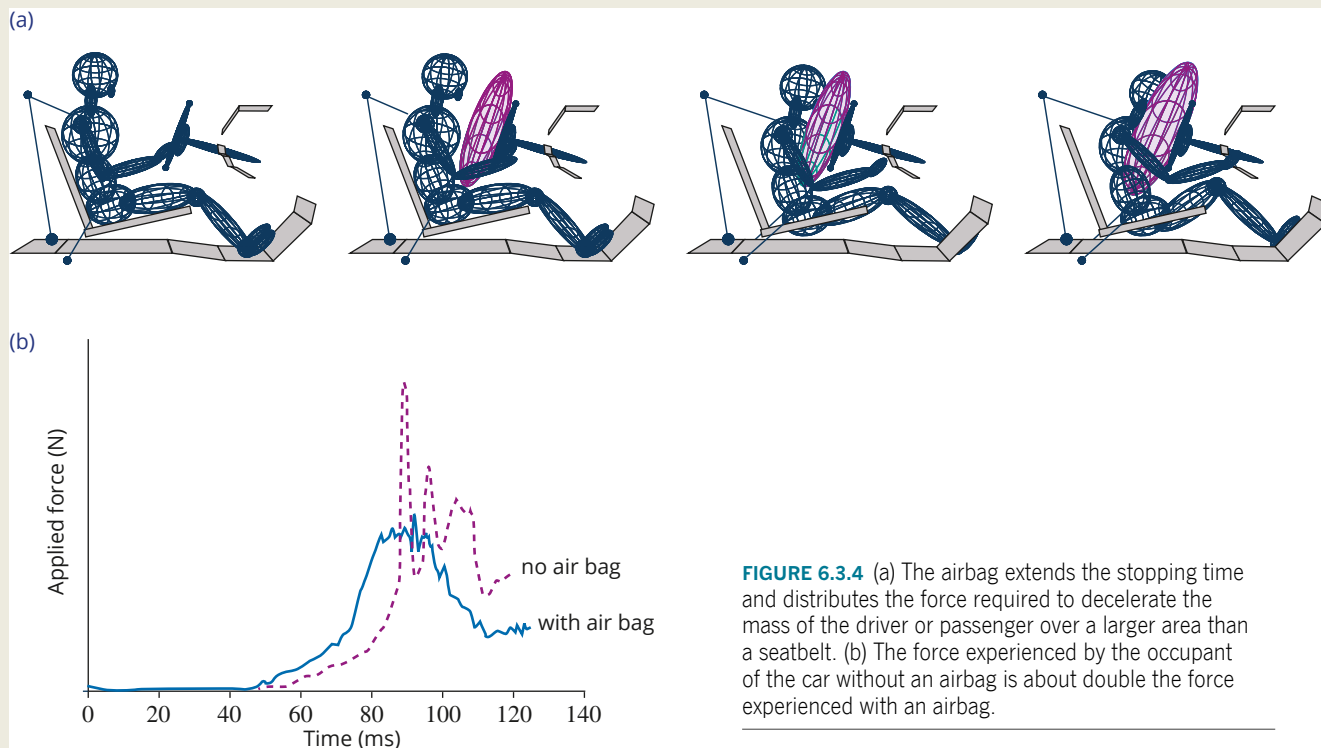 (a)
(b)
Applied force (N)
no air bag
with air bag
0 20 40 60 80 100 120 140
Time (ms)
FIGURE 6.3.4 (a) The airbag extends the stopping time
and distributes the force required to decelerate the
mass of the driver or passenger over a larger area than
a seatbelt. (b) The force experienced by the occupant
of the car without an airbag is about double the force
experienced with an airbag.